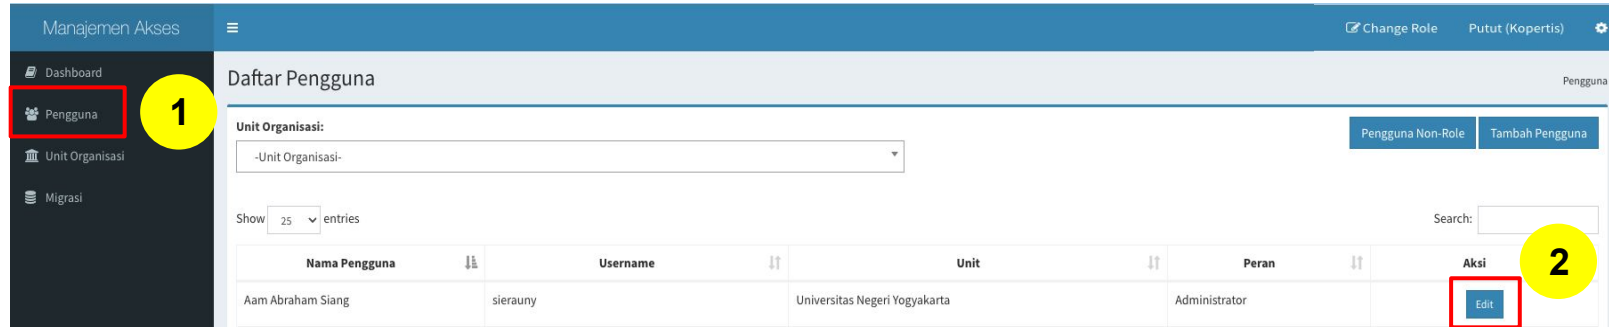 Manajemen Akses
Change Role Putut (Kopertis)
Dashboard
Pengguna
Unit Organisasi
Migrasi
1
Daftar Pengguna
Pengguna
Unit Organisasi:
-Unit Organisasi-
Pengguna Non-Role Tambah Pengguna
Show 25 entries
Search:
Nama Pengguna Username Unit Peran Aksi
2
Aam Abraham Siang sierauny Universitas Negeri Yogyakarta Administrator Edit